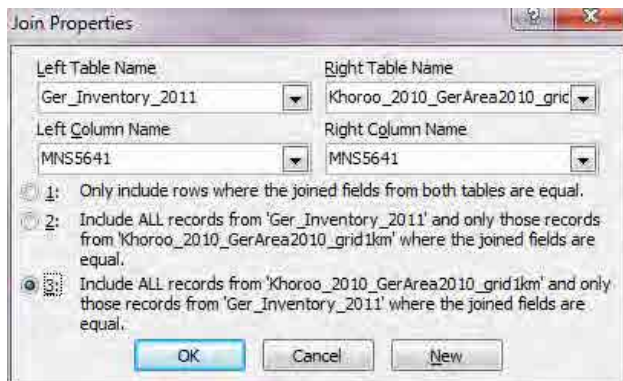 Join Properties
Left Table Name
Right Table Name
Ger_Inventory_2011
Khoroo_2010_GerArea2010_gric
Left Column Name
Right Column Name
MNS5641
MNS5641
1: Only include rows where the joined fields from both tables are equal.
2: Include ALL records from 'Ger_Inventory_2011' and only those records
from 'Khoroo_2010_GerArea2010_grid1km' where the joined fields are
equal.
3: Include ALL records from 'Khoroo_2010_GerArea2010_grid1km' and only
those records from 'Ger_Inventory_2011' where the joined fields are
equal.
OK
Cancel
New